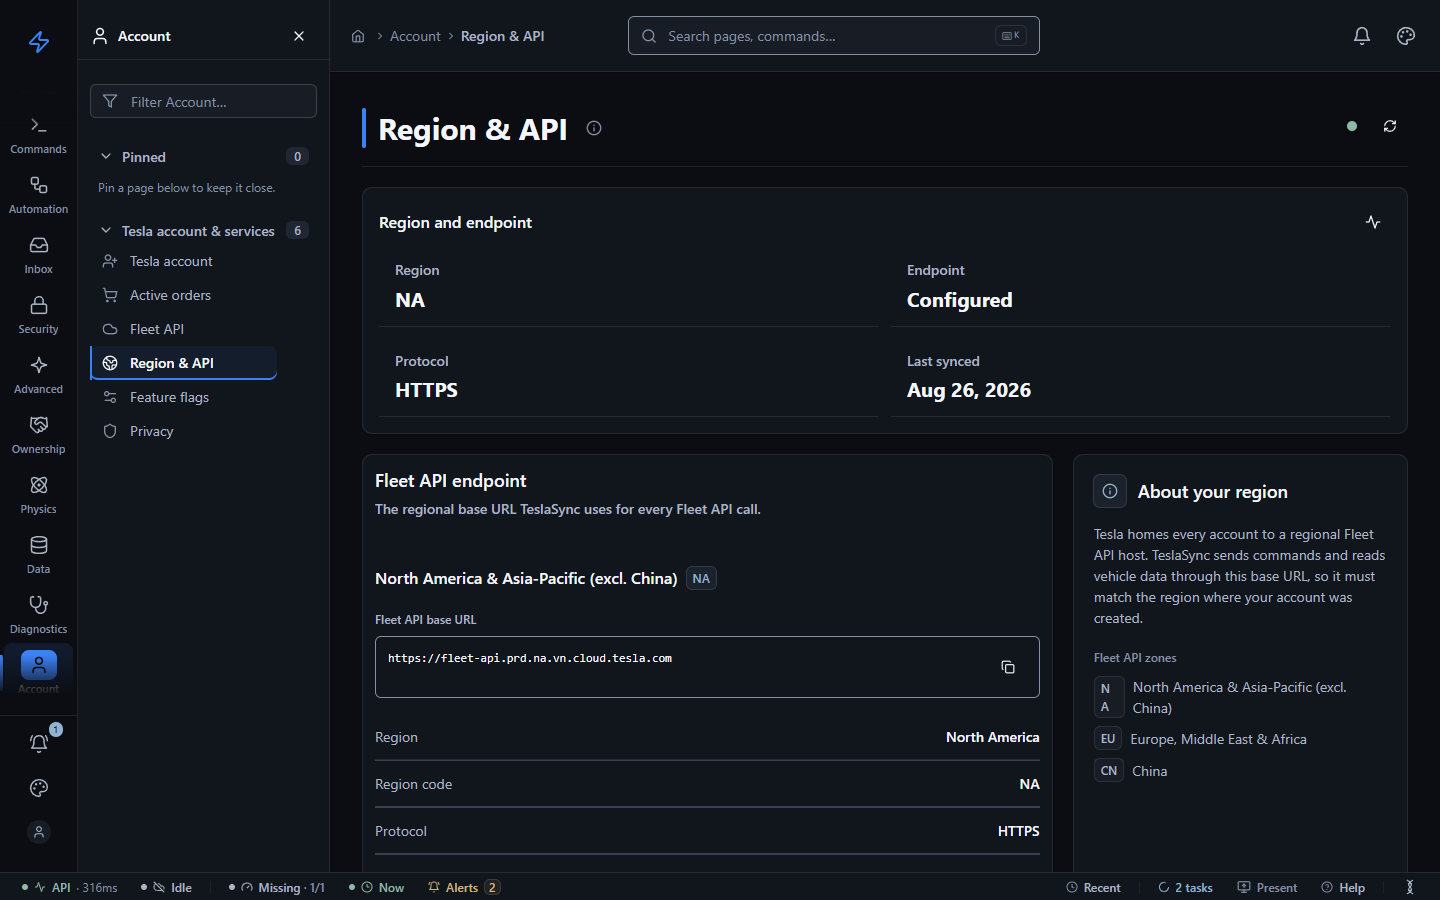 Account
Account
Region & API
Search pages, commands...
K
Commands
Automation
Inbox
Security
Advanced
Ownership
Physics
Data
Diagnostics
Account
1
Filter Account...
Pinned
0
Pin a page below to keep it close.
Tesla account & services
6
Tesla account
Active orders
Fleet API
Region & API
Feature flags
Privacy
Region & API
Region and endpoint
Region
NA
Endpoint
Configured
Protocol
HTTPS
Last synced
Aug 26, 2026
Fleet API endpoint
The regional base URL TeslaSync uses for every Fleet API call.
North America & Asia-Pacific (excl. China)
NA
Fleet API base URL
https://fleet-api.prd.na.vn.cloud.tesla.com
Region
North America
Region code
NA
Protocol
HTTPS
About your region
Tesla homes every account to a regional Fleet
API host. TeslaSync sends commands and reads
vehicle data through this base URL, so it must
match the region where your account was
created.
Fleet API zones
N
A
North America & Asia-Pacific (excl.
China)
EU
Europe, Middle East & Africa
CN
China
API · 316ms
Idle
Missing · 1/1
Now
Alerts
2
Recent
2 tasks
Present
Help